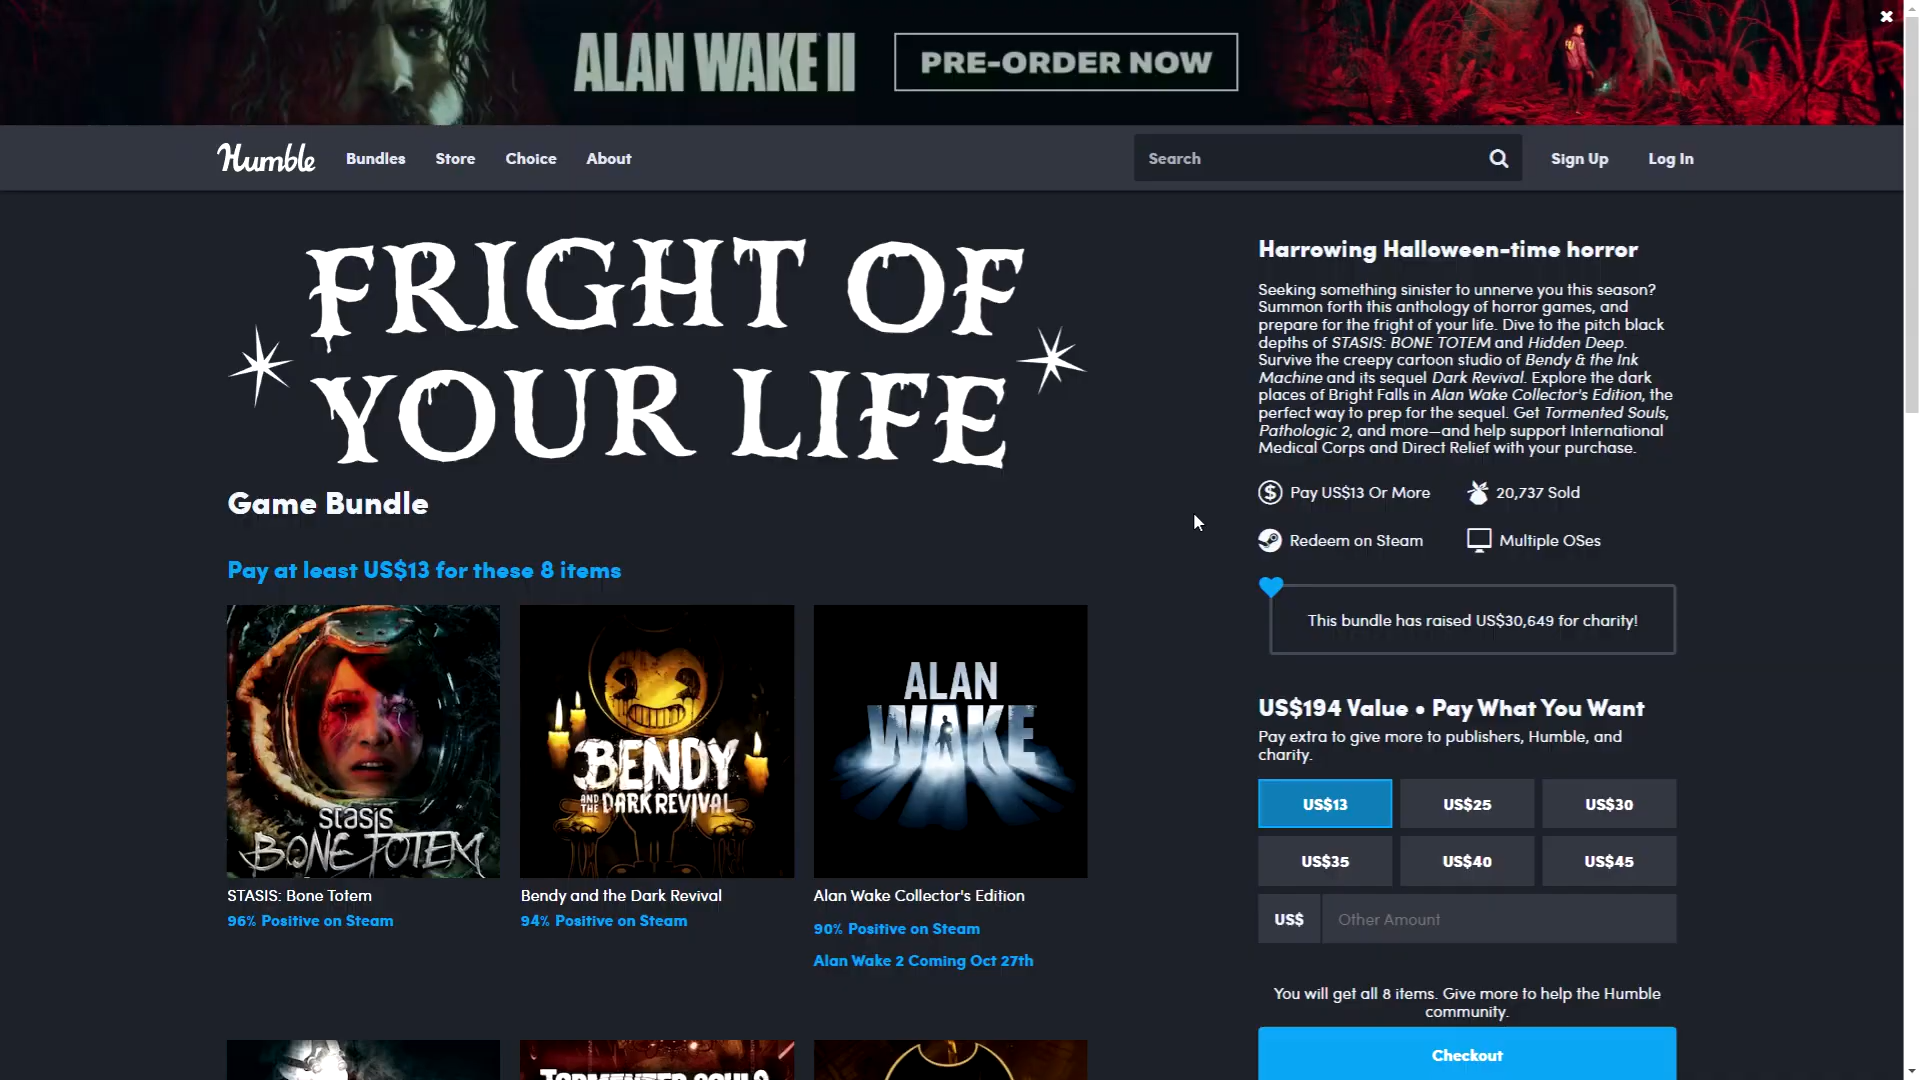 ALAN WAKE II
PRE-ORDER NOW
Humble
Bundles
Store
Choice
About
Search
Sign Up
Log In
FRIGHT OF
YOUR LIFE
Game Bundle
Pay at least US$13 for these 8 items
STASIS
BONE TOTEM
STASIS: Bone Totem
96% Positive on Steam
BENDY
AND THE DARK REVIVAL
Bendy and the Dark Revival
94% Positive on Steam
ALAN
WAKE
Alan Wake Collector's Edition
90% Positive on Steam
Alan Wake 2 Coming Oct 27th
TORMENTED SOULS
Harrowing Halloween-time horror
Seeking something sinister to unnerve you this season?
Summon forth this anthology of horror games, and
prepare for the fright of your life. Dive to the pitch black
depths of STASIS: BONE TOTEM and Hidden Deep.
Survive the creepy cartoon studio of Bendy & the Ink
Machine and its sequel Dark Revival. Explore the dark
places of Bright Falls in Alan Wake Collector's Edition, the
perfect way to prep for the sequel. Get Tormented Souls,
Pathologic 2, and more—and help support International
Medical Corps and Direct Relief with your purchase.
Pay US$13 Or More
20,737 Sold
Redeem on Steam
Multiple OSes
This bundle has raised US$30,649 for charity!
US$194 Value • Pay What You Want
Pay extra to give more to publishers, Humble, and
charity.
US$13
US$25
US$30
US$35
US$40
US$45
US$
Other Amount
You will get all 8 items. Give more to help the Humble
community.
Checkout